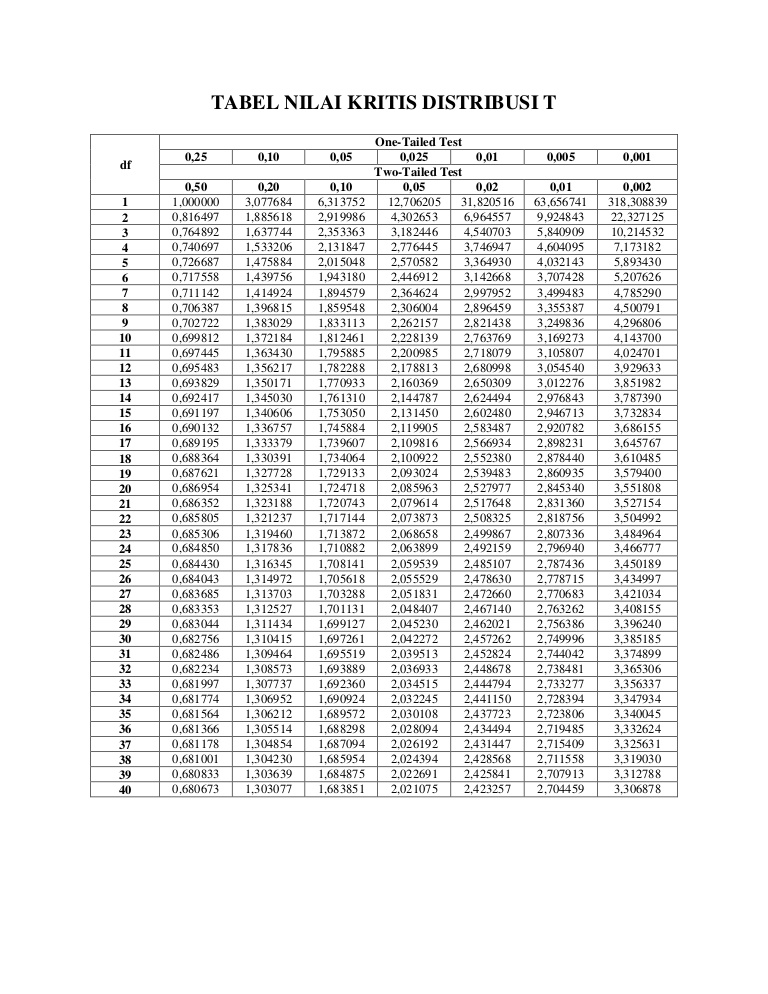 TABEL NILAI KRITIS DISTRIBUSI T
One-Tailed Test
df
0,25 0,10 0,05 0,025 0,01 0,005 0,001
Two-Tailed Test
0,50 0,20 0,10 0,05 0,02 0,01 0,002
1 1,000000 3,077684 6,313752 12,706205 31,820516 63,656741 318,308839
2 0,816497 1,885618 2,919986 4,302653 6,964557 9,924843 22,327125
3 0,764892 1,637744 2,353363 3,182446 4,540703 5,840909 10,214532
4 0,740697 1,533206 2,131847 2,776445 3,746947 4,604095 7,173182
5 0,726687 1,475884 2,015048 2,570582 3,364930 4,032143 5,893430
6 0,717558 1,439756 1,943180 2,446912 3,142668 3,707428 5,207626
7 0,711142 1,414924 1,894579 2,364624 2,997952 3,499483 4,785290
8 0,706387 1,396815 1,859548 2,306004 2,896459 3,355387 4,500791
9 0,702722 1,383029 1,833113 2,262157 2,821438 3,249836 4,296806
10 0,699812 1,372184 1,812461 2,228139 2,763769 3,169273 4,143700
11 0,697445 1,363430 1,795885 2,200985 2,718079 3,105807 4,024701
12 0,695483 1,356217 1,782288 2,178813 2,680998 3,054540 3,929633
13 0,693829 1,350171 1,770933 2,160369 2,650309 3,012276 3,851982
14 0,692417 1,345030 1,761310 2,144787 2,624494 2,976843 3,787390
15 0,691197 1,340606 1,753050 2,131450 2,602480 2,946713 3,732834
16 0,690132 1,336757 1,745884 2,119905 2,583487 2,920782 3,686155
17 0,689195 1,333379 1,739607 2,109816 2,566934 2,898231 3,645767
18 0,688364 1,330391 1,734064 2,100922 2,552380 2,878440 3,610485
19 0,687621 1,327728 1,729133 2,093024 2,539483 2,860935 3,579400
20 0,686954 1,325341 1,724718 2,085963 2,527977 2,845340 3,551808
21 0,686352 1,323188 1,720743 2,079614 2,517648 2,831360 3,527154
22 0,685805 1,321237 1,717144 2,073873 2,508325 2,818756 3,504992
23 0,685306 1,319460 1,713872 2,068658 2,499867 2,807336 3,484964
24 0,684850 1,317836 1,710882 2,063899 2,492159 2,796940 3,466777
25 0,684430 1,316345 1,708141 2,059539 2,485107 2,787436 3,450189
26 0,684043 1,314972 1,705618 2,055529 2,478630 2,778715 3,434997
27 0,683685 1,313703 1,703288 2,051831 2,472660 2,770683 3,421034
28 0,683353 1,312527 1,701131 2,048407 2,467140 2,763262 3,408155
29 0,683044 1,311434 1,699127 2,045230 2,462021 2,756386 3,396240
30 0,682756 1,310415 1,697261 2,042272 2,457262 2,749996 3,385185
31 0,682486 1,309464 1,695519 2,039513 2,452824 2,744042 3,374899
32 0,682234 1,308573 1,693889 2,036933 2,448678 2,738481 3,365306
33 0,681997 1,307737 1,692360 2,034515 2,444794 2,733277 3,356337
34 0,681774 1,306952 1,690924 2,032245 2,441150 2,728394 3,347934
35 0,681564 1,306212 1,689572 2,030108 2,437723 2,723806 3,340045
36 0,681366 1,305514 1,688298 2,028094 2,434494 2,719485 3,332624
37 0,681178 1,304854 1,687094 2,026192 2,431447 2,715409 3,325631
38 0,681001 1,304230 1,685954 2,024394 2,428568 2,711558 3,319030
39 0,680833 1,303639 1,684875 2,022691 2,425841 2,707913 3,312788
40 0,680673 1,303077 1,683851 2,021075 2,423257 2,704459 3,306878